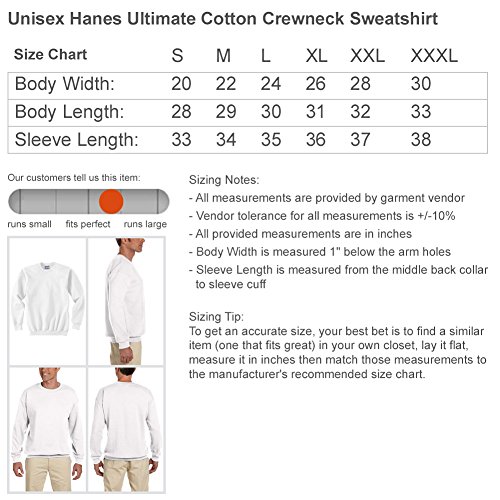 Unisex Hanes Ultimate Cotton Crewneck Sweatshirt
Size Chart S M L XL XXL XXXL
Body Width: 20 22 24 26 28 30
Body Length: 28 29 30 31 32 33
Sleeve Length: 33 34 35 36 37 38
Our customers tell us this item:
runs small fits perfect runs large
Sizing Notes:
- All measurements are provided by garment vendor
- Vendor tolerance for all measurements is +/-10%
- All provided measurements are in inches
- Body Width is measured 1" below the arm holes
- Sleeve Length is measured from the middle back collar
to sleeve cuff
Sizing Tip:
To get an accurate size, your best bet is to find a similar
item (one that fits great) in your own closet, lay it flat,
measure it in inches then match those measurements to
the manufacturer's recommended size chart.